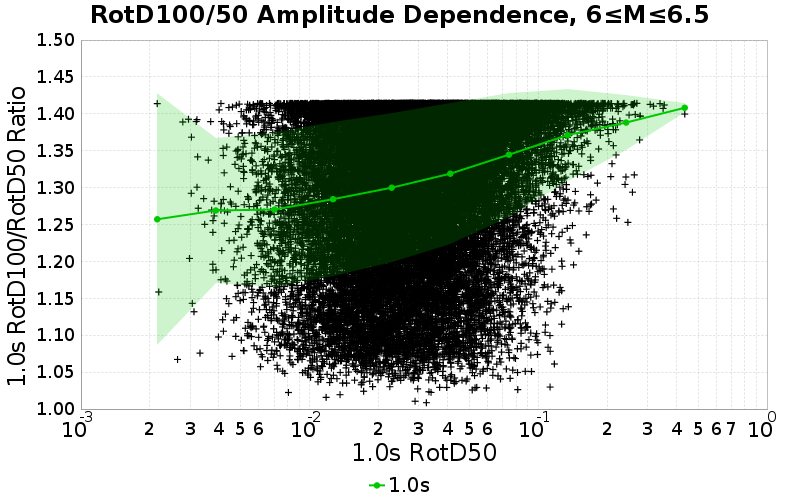 RotD100/50 Amplitude Dependence, 6≤M≤6.5
1.0s RotD100/RotD50 Ratio
1.50
1.45
1.40
1.35
1.30
1.25
1.20
1.15
1.10
1.05
1.00
10-3 2 3 4 5 6 10-2 2 3 4 5 6 10-1 2 3 4 5 6 7 100
1.0s RotD50
1.0s